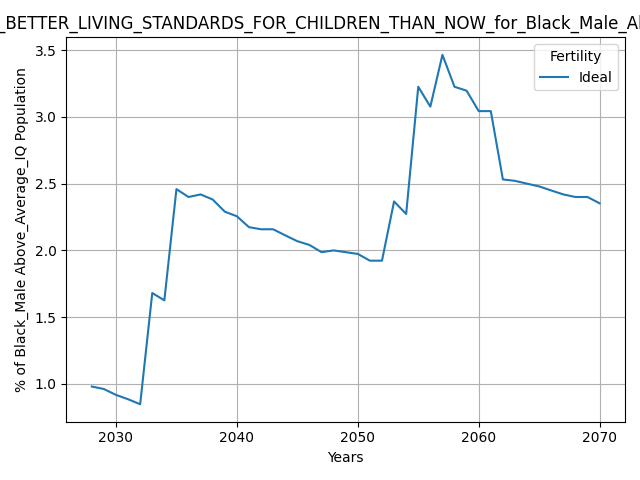 _BETTER_LIVING_STANDARDS_FOR_CHILDREN_THAN_NOW_for_Black_Male_A
Fertility
Ideal
% of Black_Male Above_Average_IQ Population
3.5
3.0
2.5
2.0
1.5
1.0
2030 2040 2050 2060 2070
Years